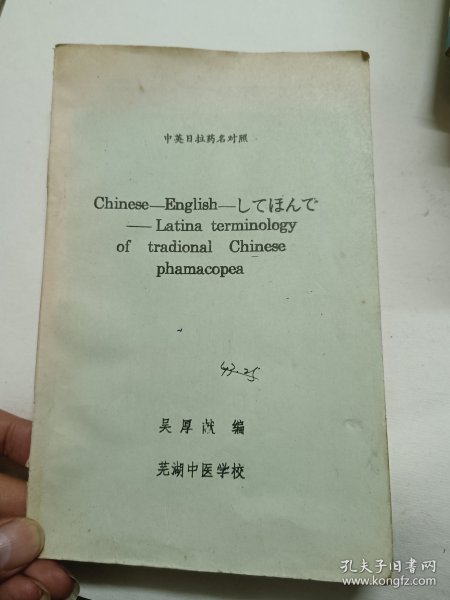 中英日拉药名对照
Chinese—English—してほんで
—Latina terminology
of tradional Chinese
phamacopea
43.25
吴厚 编
芜湖中医学校
孔夫子旧书网
www.kongfz.com